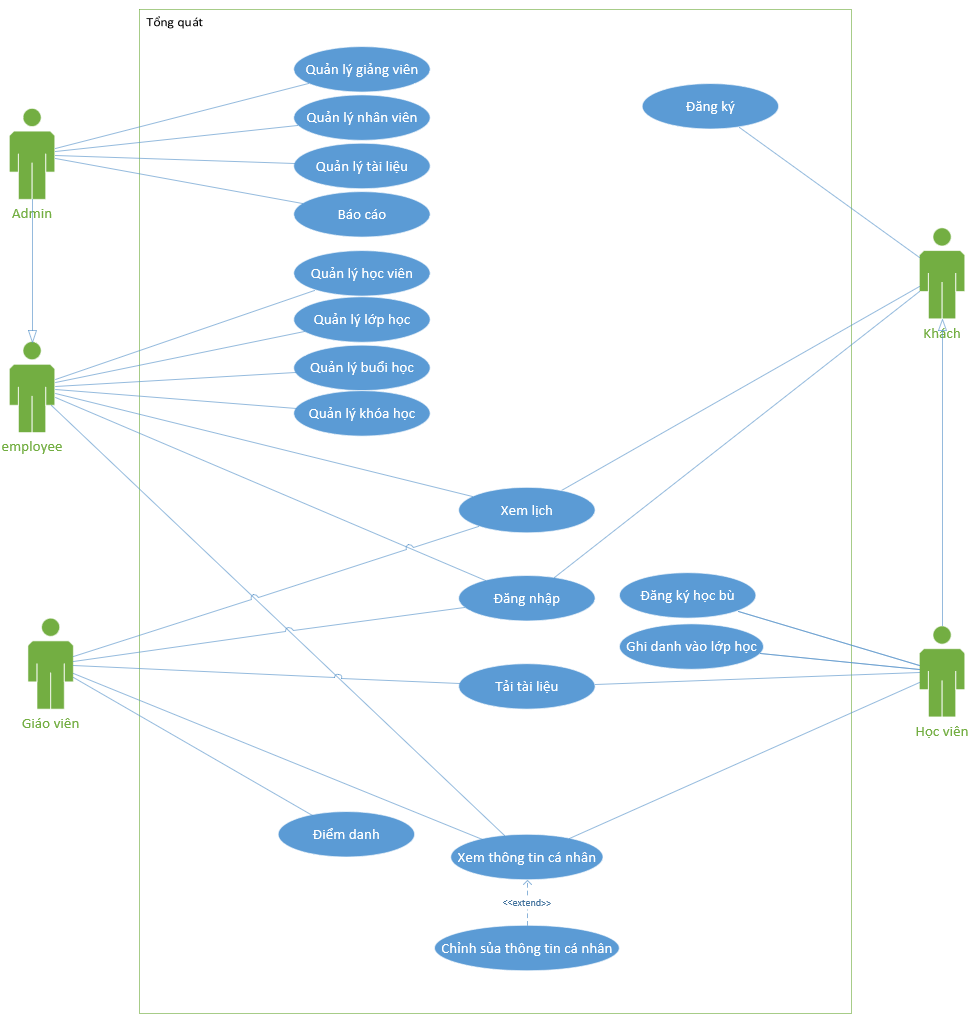 Tổng quát
Quản lý giảng viên
Đăng ký
Quản lý nhân viên
Quản lý tài liệu
Admin
Báo cáo
Quản lý học viên
Quản lý lớp học
Khách
Quản lý buổi học
Quản lý khóa học
employee
Xem lịch
Đăng nhập
Đăng ký học bù
Ghi danh vào lớp học
Tải tài liệu
Giáo viên
Học viên
Điểm danh
Xem thông tin cá nhân
<<extend>>
Chỉnh sủa thông tin cá nhân